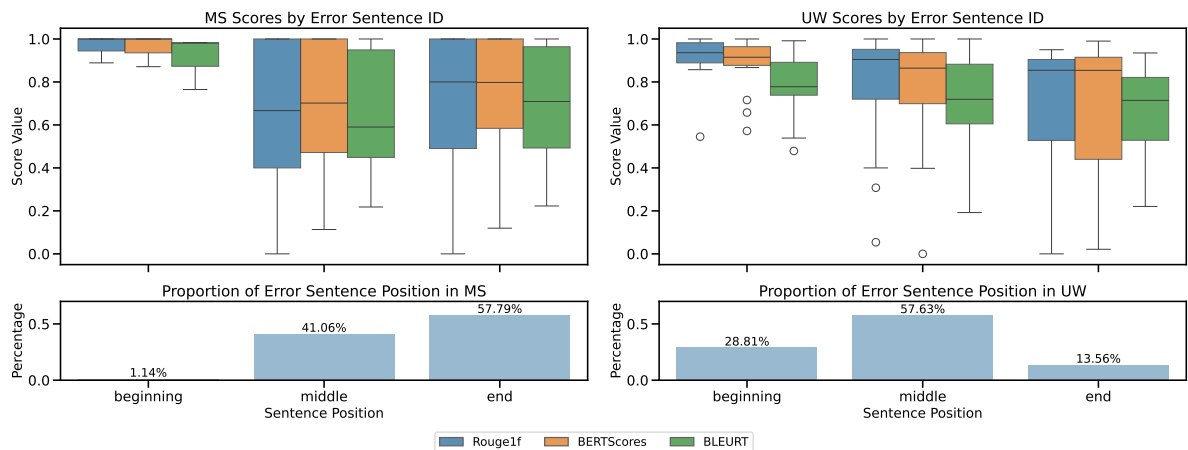 MS Scores by Error Sentence ID
Score Value
1.0
0.8
0.6
0.4
0.2
0.0
UW Scores by Error Sentence ID
Score Value
1.0
0.8
0.6
0.4
0.2
0.0
Proportion of Error Sentence Position in MS
Percentage
0.5
0.0
1.14%
41.06%
57.79%
beginning
middle
end
Sentence Position
Proportion of Error Sentence Position in UW
Percentage
0.5
0.0
28.81%
57.63%
13.56%
beginning
middle
end
Sentence Position
Rouge1f
BERTScores
BLEURT